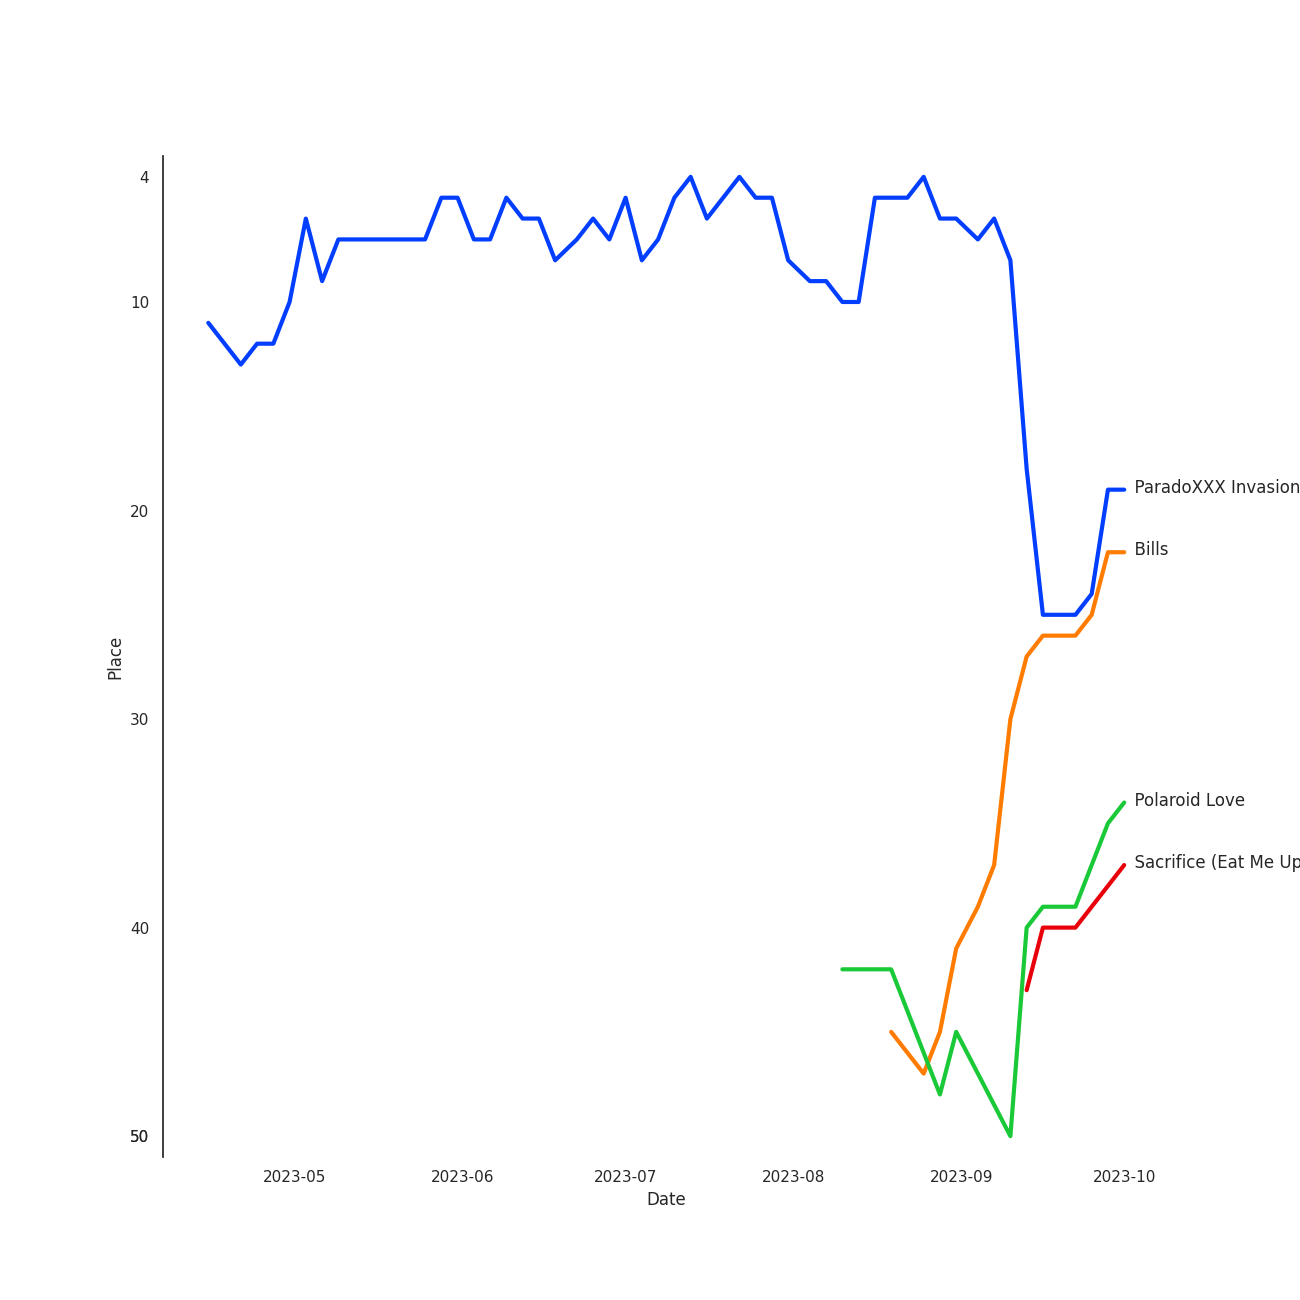 4
10
20
30
40
50
Place
2023-05
2023-06
2023-07
2023-08
2023-09
2023-10
Date
ParadoXXX Invasion
Bills
Polaroid Love
Sacrifice (Eat Me Up